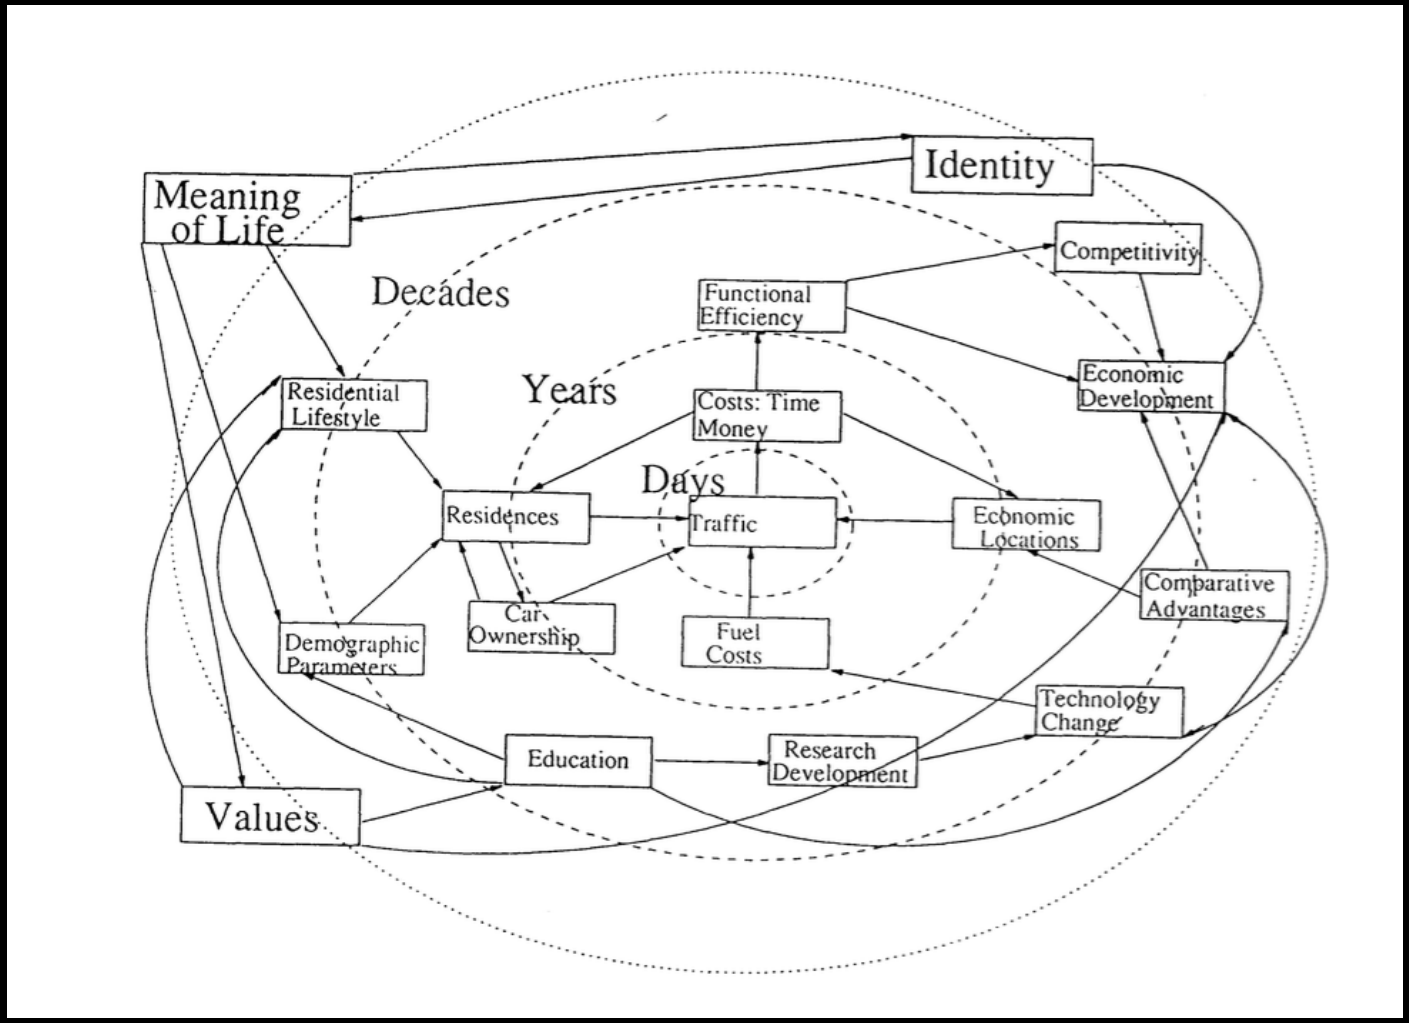 Identity
Meaning
of Life
Competitivity
Decades
Functional
Efficiency
Economic
Development
Years
Residential
Lifestyle
Costs: Time
Money
Days
Residences
Traffic
Economic
Locations
Comparative
Advantages
Car
Ownership
Fuel
Costs
Demographic
Parameters
Technology
Change
Education
Research
Development
Values